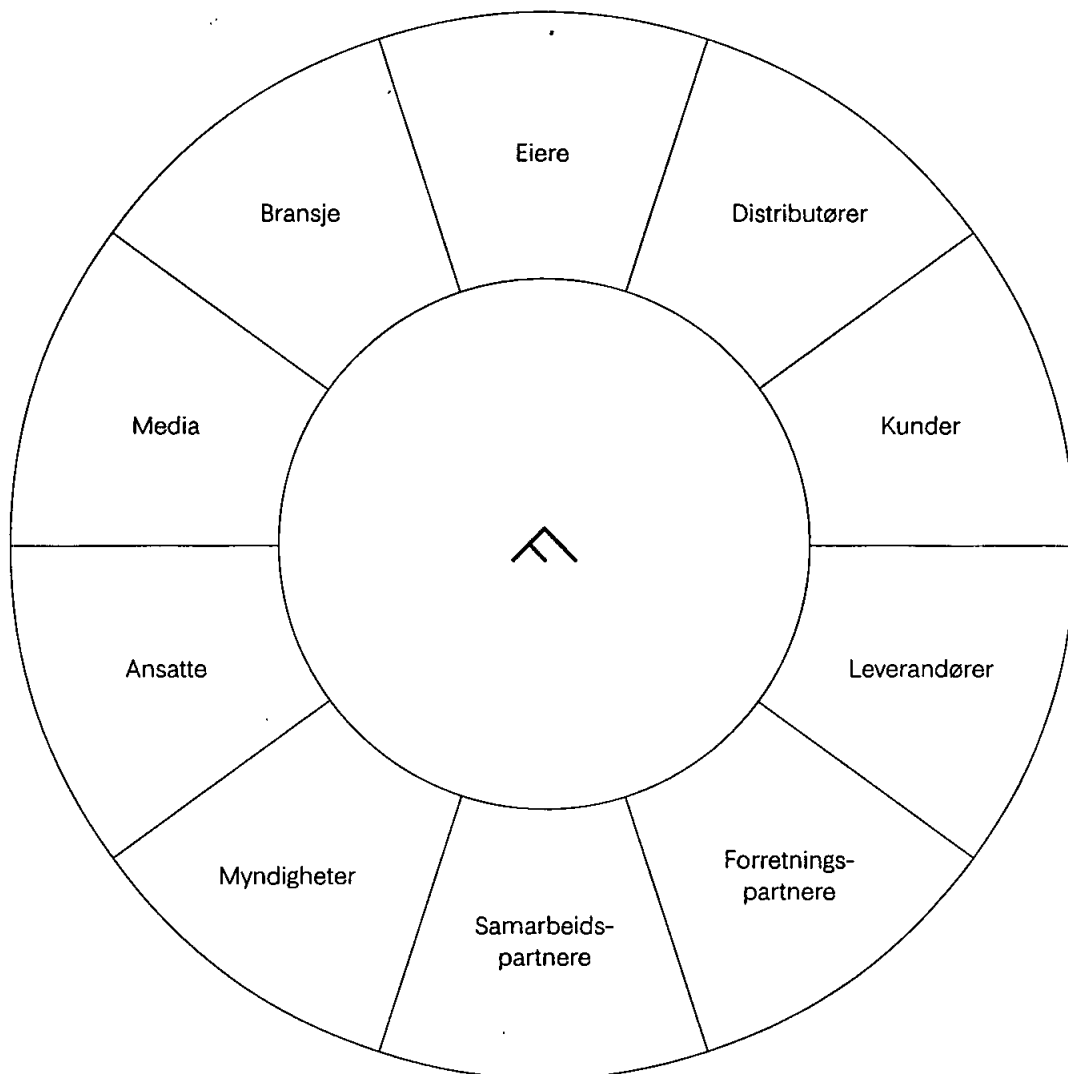 Eiere
Distributører
Bransje
Media
Kunder
Ansatte
Leverandører
Myndigheter
Forretnings-
partnere
Samarbeids-
partnere